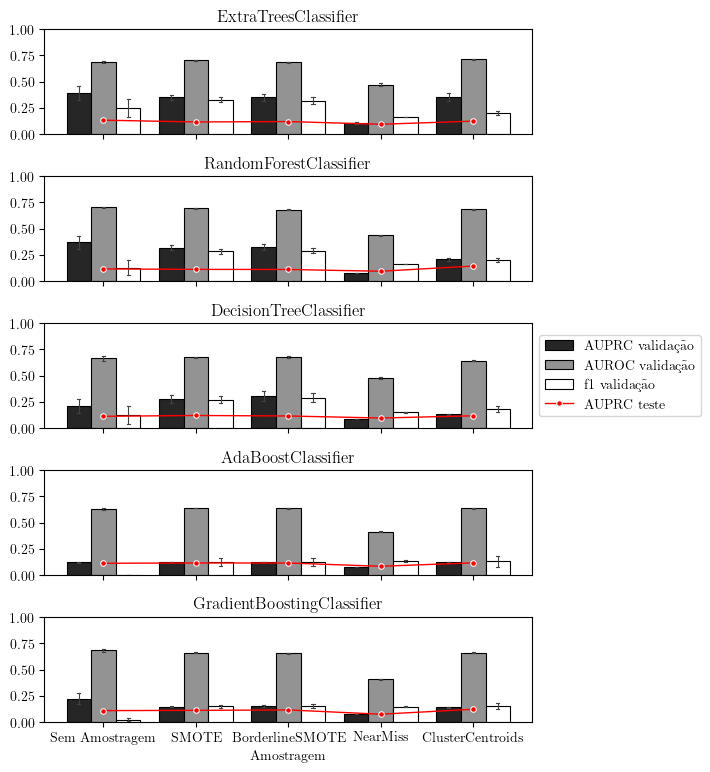 ExtraTreesClassifier
1.00
0.75
0.50
0.25
0.00
RandomForestClassifier
1.00
0.75
0.50
0.25
0.00
DecisionTreeClassifier
1.00
0.75
0.50
0.25
0.00
AUPRC validação
AUROC validação
f1 validação
AUPRC teste
AdaBoostClassifier
1.00
0.75
0.50
0.25
0.00
GradientBoostingClassifier
1.00
0.75
0.50
0.25
0.00
Sem Amostragem SMOTE BorderlineSMOTE NearMiss ClusterCentroids
Amostragem